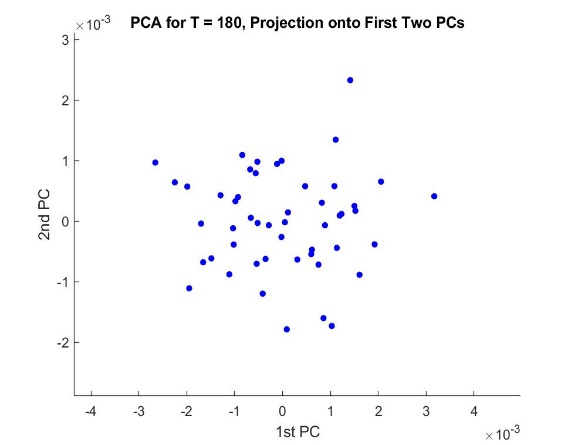 ×10⁻³
PCA for T = 180, Projection onto First Two PCs
3
2
1
0
-1
-2
2nd PC
-4 -3 -2 -1 0 1 2 3 4
1st PC
×10⁻³